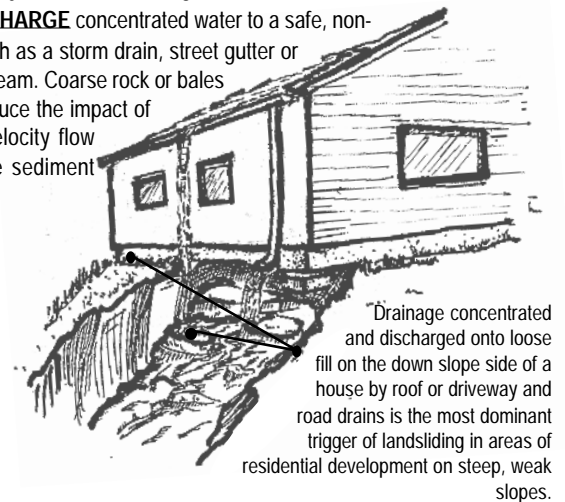 HARGE concentrated water to a safe, non-
h as a storm drain, street gutter or
eam. Coarse rock or bales
uce the impact of
elocity flow
e sediment
Drainage concentrated
and discharged onto loose
fill on the down slope side of a
house by roof or driveway and
road drains is the most dominant
trigger of landsliding in areas of
residential development on steep, weak
slopes.